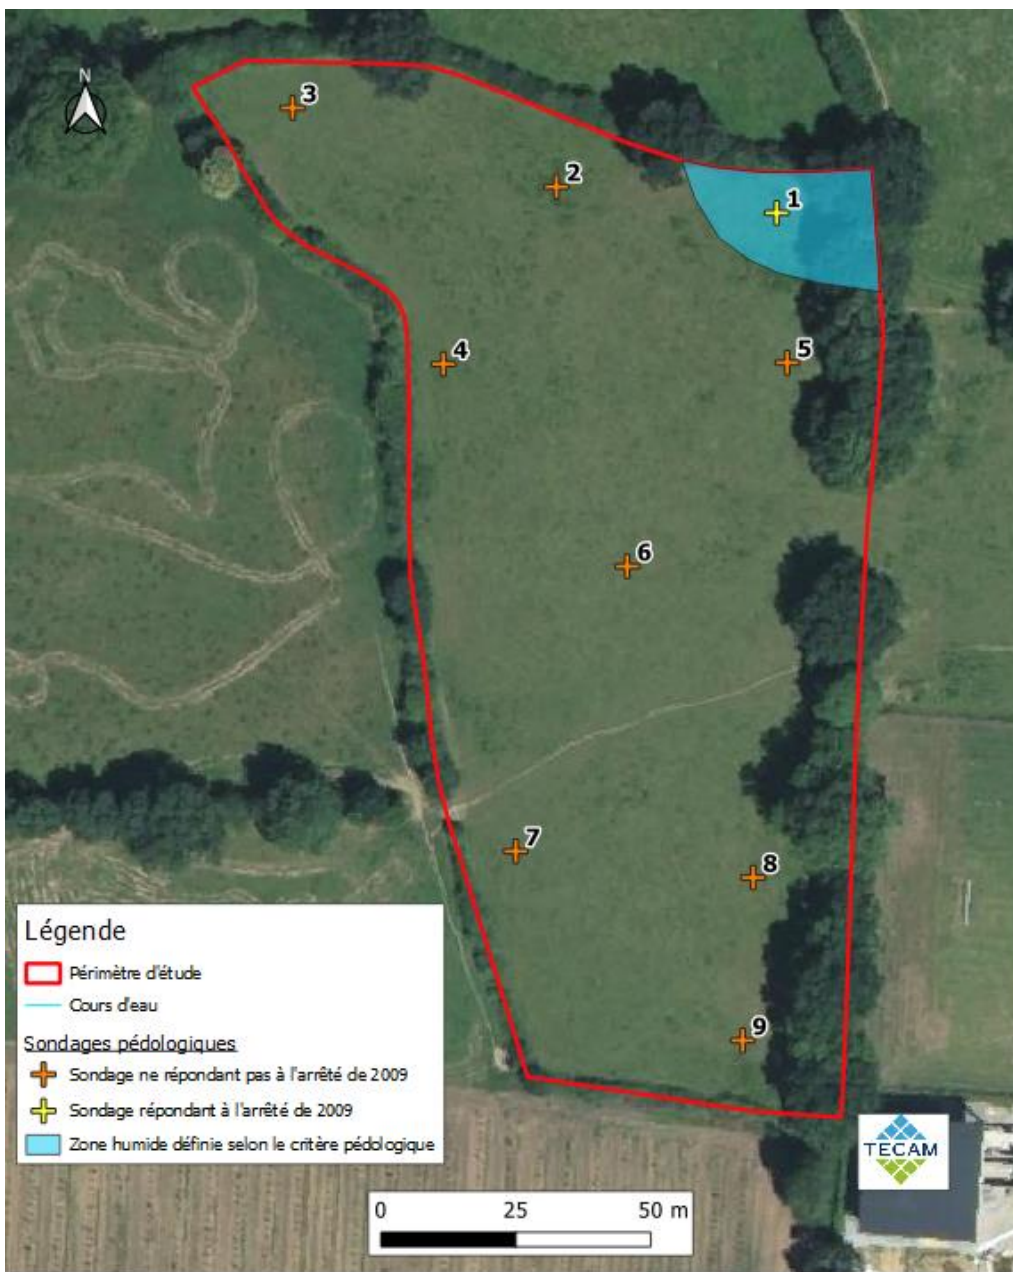 N
3
2
1
4
5
6
7
8
9
Légende
Périmètre d'étude
Cours d'eau
Sondages pédologiques
Sondage ne répondant pas à l'arrêté de 2009
Sondage répondant à l'arrêté de 2009
Zone humide définie selon le critère pédologique
TECAM
0 25 50 m